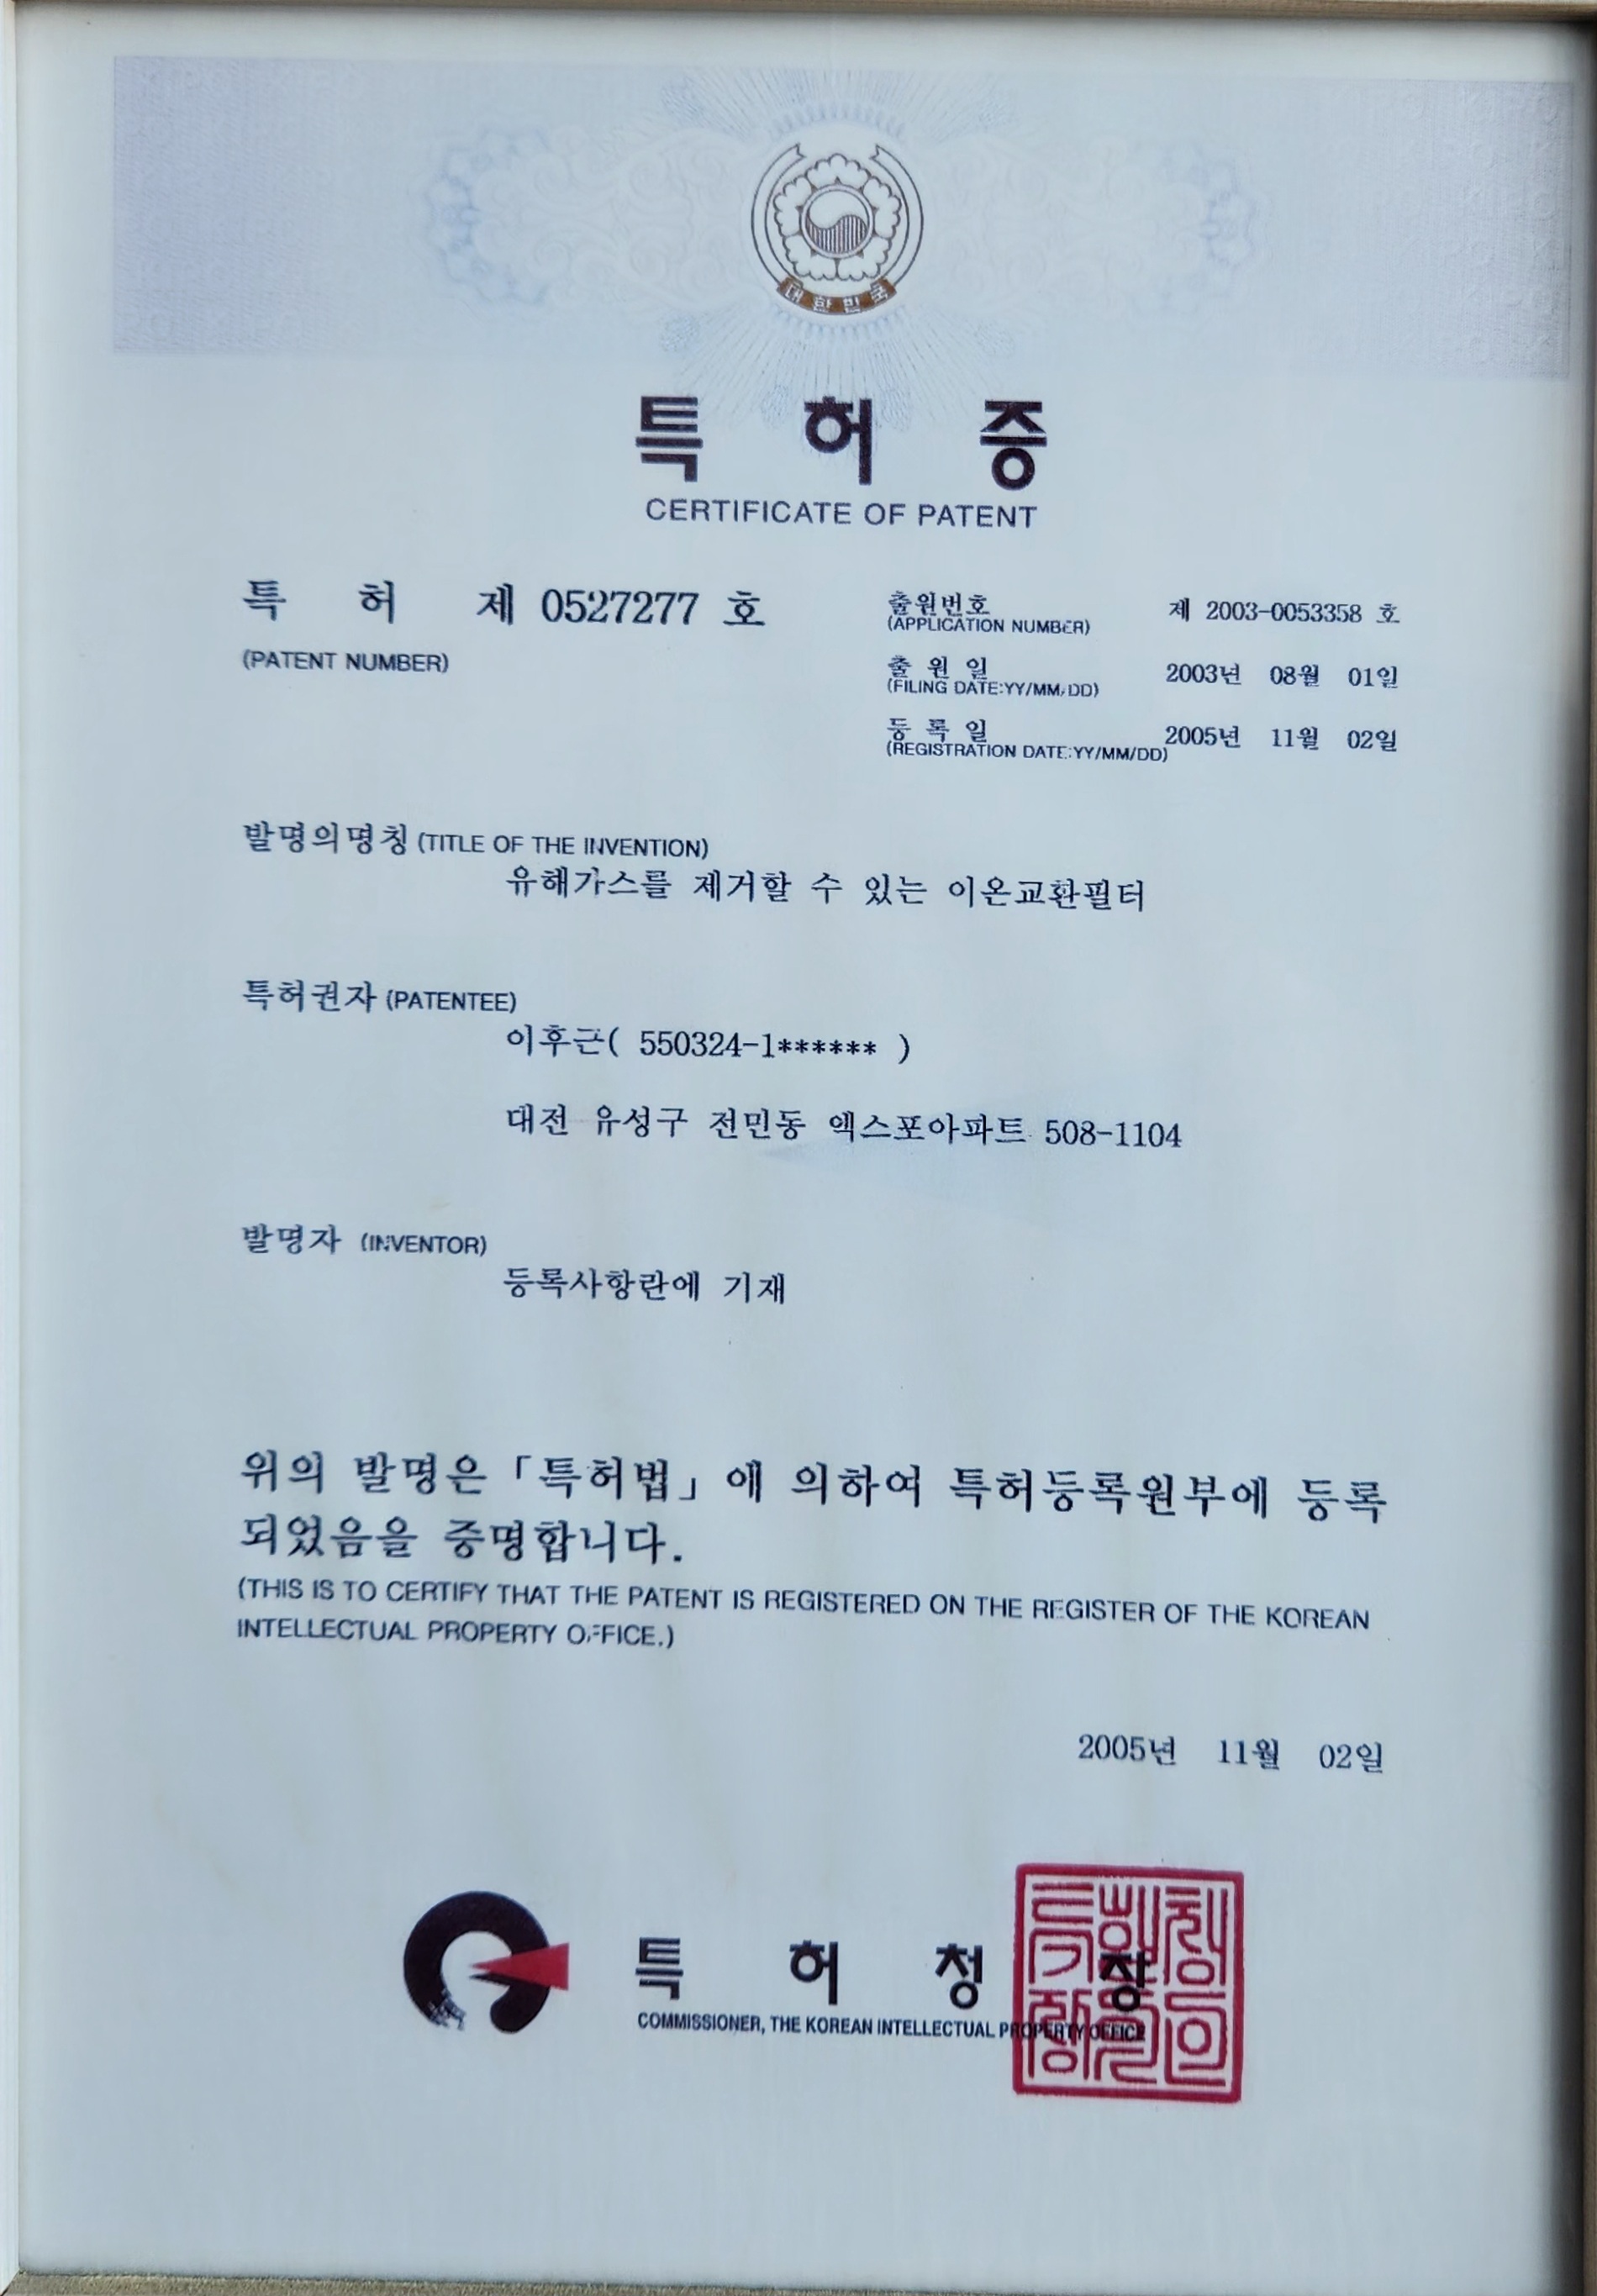 대한민국
특 허 증
CERTIFICATE OF PATENT
특 허 제 0527277 호
(PATENT NUMBER)
출원번호 제 2003-0053358 호
(APPLICATION NUMBER)
출 원 일 2003년 08월 01일
(FILING DATE:YY/MM/DD)
등 록 일 2005년 11월 02일
(REGISTRATION DATE:YY/MM/DD)
발명의명칭 (TITLE OF THE INVENTION)
유해가스를 제거할 수 있는 이온교환필터
특허권자 (PATENTEE)
이후근( 550324-1****** )
대전 유성구 전민동 엑스포아파트 508-1104
발명자 (INVENTOR)
등록사항란에 기재
위의 발명은 「특허법」에 의하여 특허등록원부에 등록
되었음을 증명합니다.
(THIS IS TO CERTIFY THAT THE PATENT IS REGISTERED ON THE REGISTER OF THE KOREAN
INTELLECTUAL PROPERTY OFFICE.)
2005년 11월 02일
특 허 청 장
COMMISSIONER, THE KOREAN INTELLECTUAL PROPERTY OFFICE